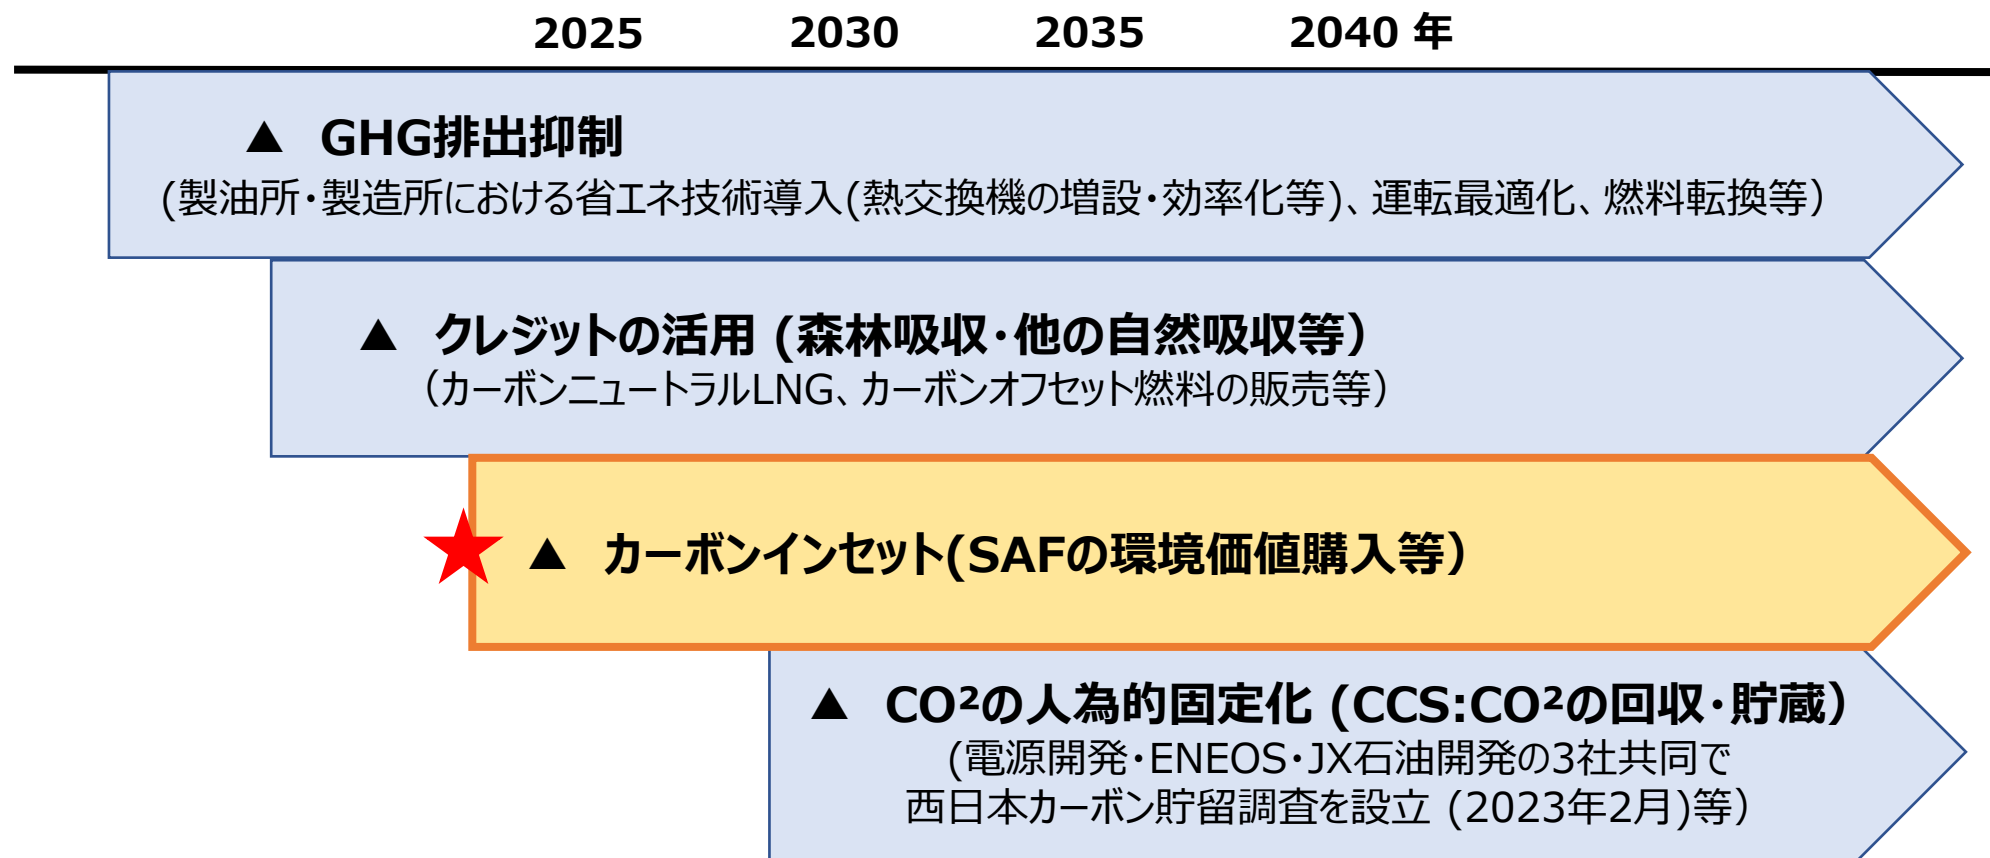 2025 2030 2035 2040 年
▲ GHG排出抑制
(製油所・製造所における省エネ技術導入(熱交換機の増設・効率化等)、運転最適化、燃料転換等）
▲ クレジットの活用 (森林吸収・他の自然吸収等）
（カーボンニュートラルLNG、カーボンオフセット燃料の販売等）
▲ カーボンインセット(SAFの環境価値購入等）
▲ CO²の人為的固定化 (CCS:CO²の回収・貯蔵）
(電源開発・ENEOS・JX石油開発の3社共同で
西日本カーボン貯留調査を設立 (2023年2月)等）